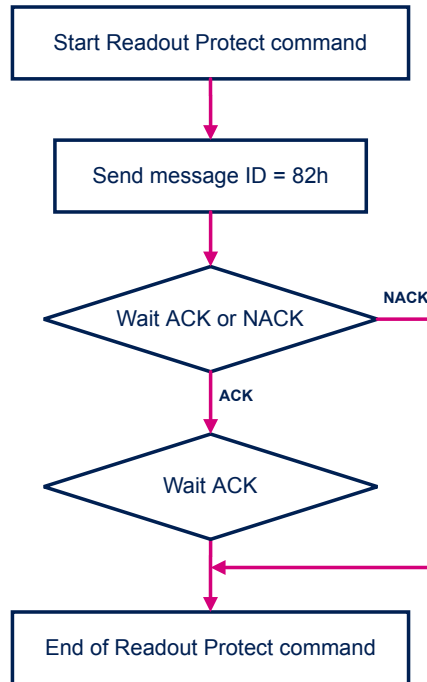 Start Readout Protect command
Send message ID = 82h
Wait ACK or NACK
NACK
ACK
Wait ACK
End of Readout Protect command